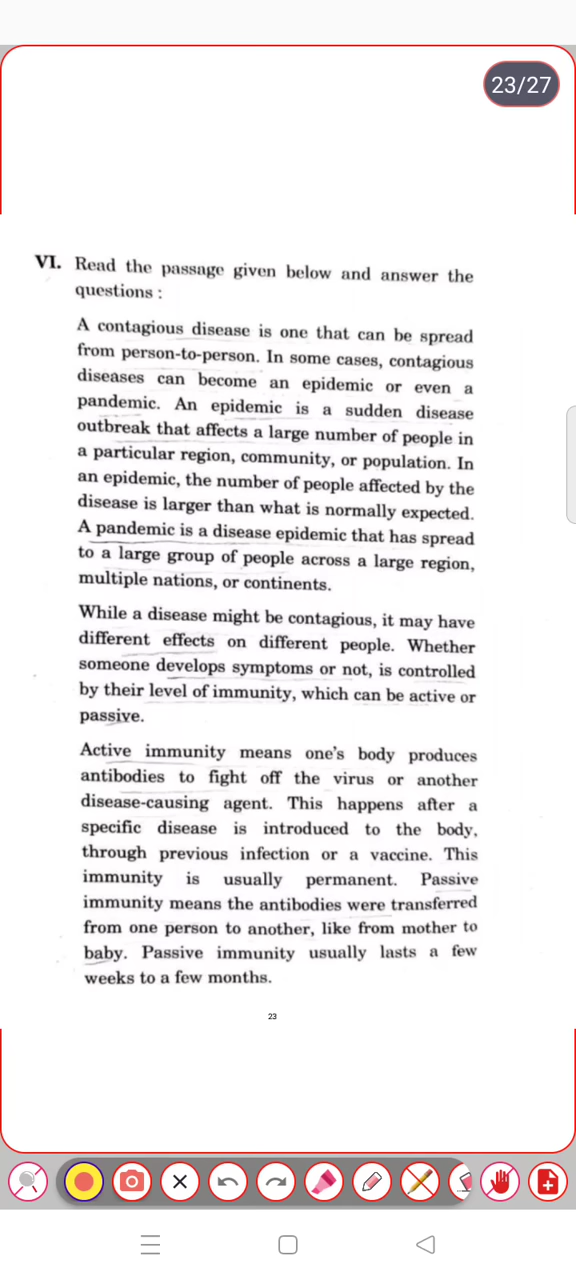 23/27
VI. Read the passage given below and answer the
questions :
A contagious disease is one that can be spread
from person-to-person. In some cases, contagious
diseases can become an epidemic or even a
pandemic. An epidemic is a sudden disease
outbreak that affects a large number of people in
a particular region, community, or population. In
an epidemic, the number of people affected by the
disease is larger than what is normally expected.
A pandemic is a disease epidemic that has spread
to a large group of people across a large region,
multiple nations, or continents.
While a disease might be contagious, it may have
different effects on different people. Whether
someone develops symptoms or not, is controlled
by their level of immunity, which can be active or
passive.
Active immunity means one's body produces
antibodies to fight off the virus or another
disease-causing agent. This happens after a
specific disease is introduced to the body,
through previous infection or a vaccine. This
immunity is usually permanent. Passive
immunity means the antibodies were transferred
from one person to another, like from mother to
baby. Passive immunity usually lasts a few
weeks to a few months.
23